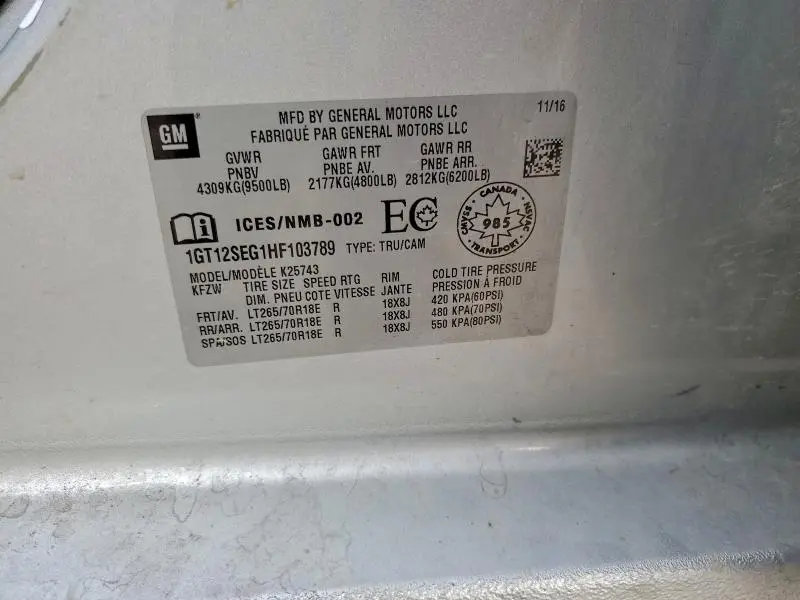 GM
MFD BY GENERAL MOTORS LLC 11/16
FABRIQUÉ PAR GENERAL MOTORS LLC
GVWR GAWR FRT GAWR RR
PNBV PNBE AV. PNBE ARR.
4309KG(9500LB) 2177KG(4800LB) 2812KG(6200LB)
ICES/NMB-002 EC
CANADA
985
TRANSPORT
CMVSS NSVAC
1GT12SEG1HF103789 TYPE: TRU/CAM
MODEL/MODÈLE K25743
KFZW TIRE SIZE SPEED RTG RIM COLD TIRE PRESSURE
DIM. PNEU COTE VITESSE JANTE PRESSION À FROID
FRT/AV. LT265/70R18E R 18X8J 420 KPA(60PSI)
RR/ARR. LT265/70R18E R 18X8J 480 KPA(70PSI)
SPA/SOS LT265/70R18E R 18X8J 550 KPA(80PSI)